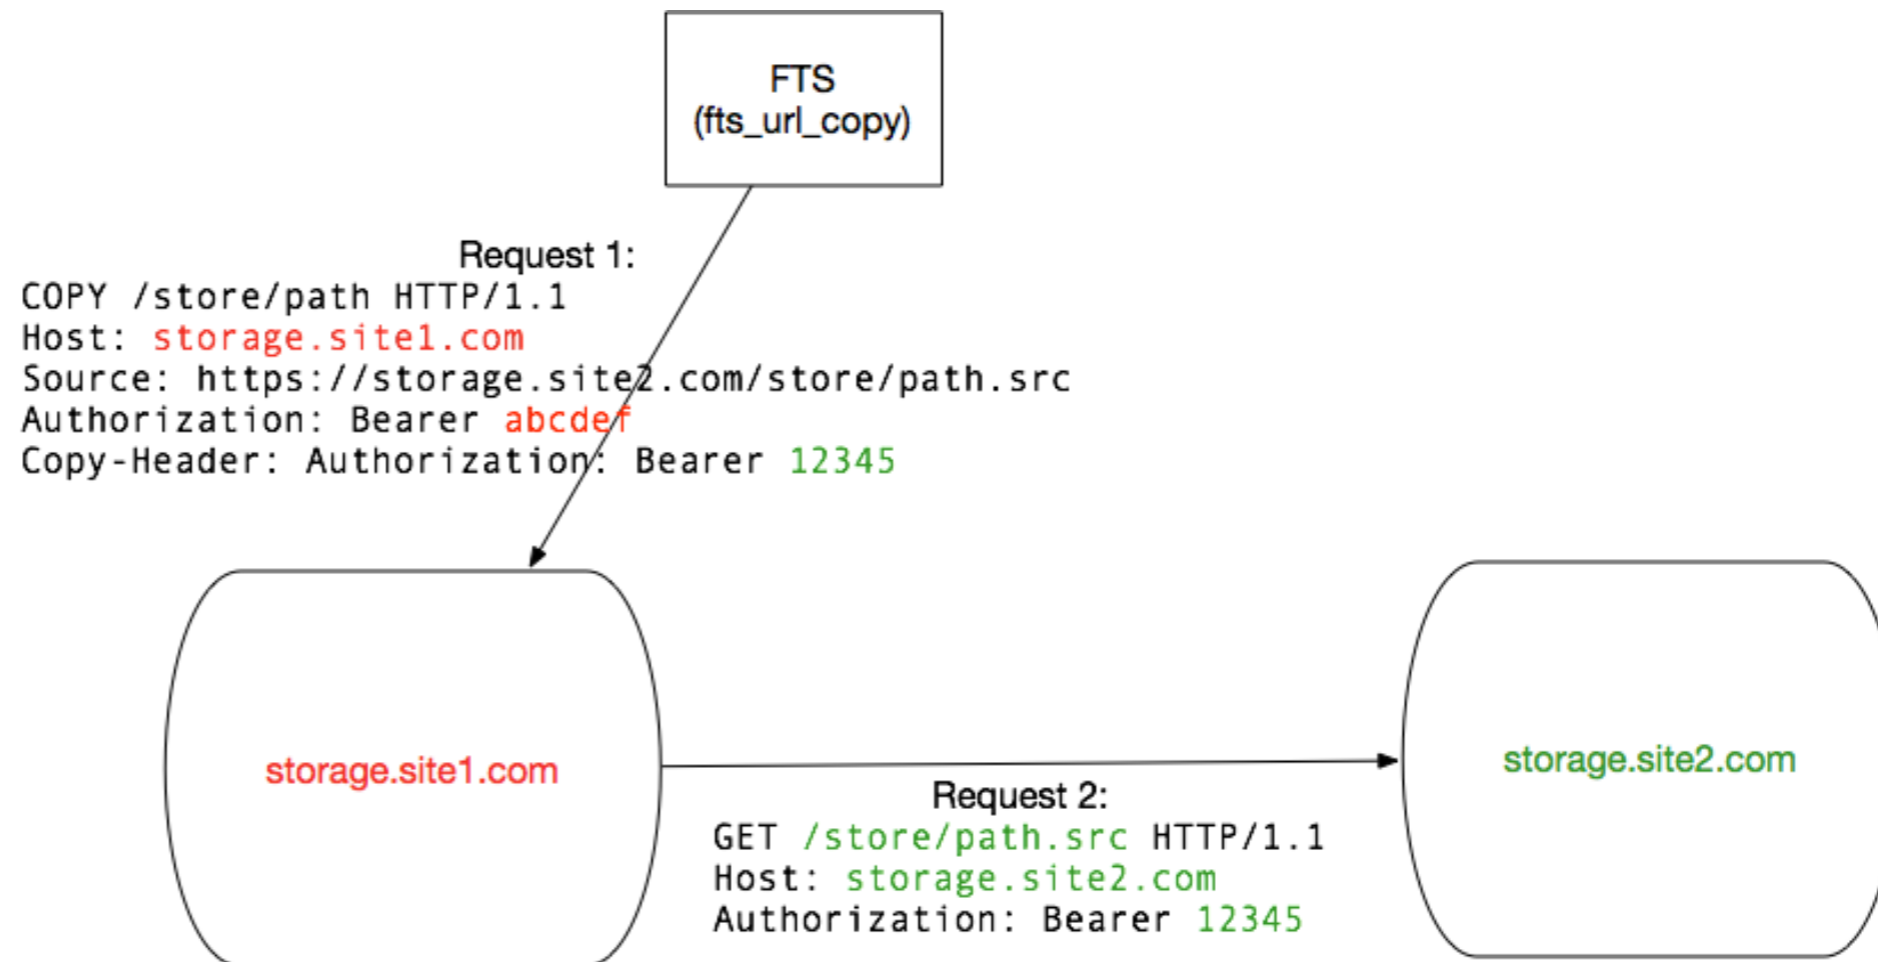 FTS
(fts_url_copy)
Request 1:
COPY /store/path HTTP/1.1
Host: storage.site1.com
Source: https://storage.site2.com/store/path.src
Authorization: Bearer abcdef
Copy-Header: Authorization: Bearer 12345
storage.site1.com
storage.site2.com
Request 2:
GET /store/path.src HTTP/1.1
Host: storage.site2.com
Authorization: Bearer 12345